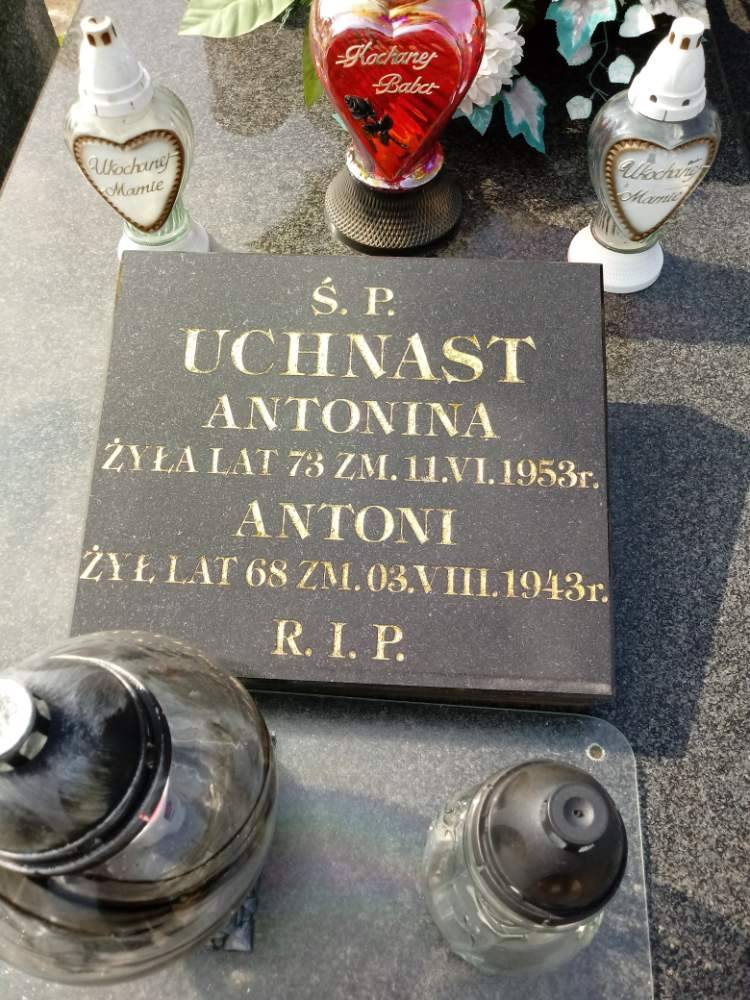 Kochanej
Babci
Ukochanej
Mamie
Ukochanej
Mamie
Ś. P.
UCHNAST
ANTONINA
ŻYŁA LAT 73 ZM. 11.VI.1953r.
ANTONI
ŻYŁ LAT 68 ZM. 03.VIII.1943r.
R. I. P.